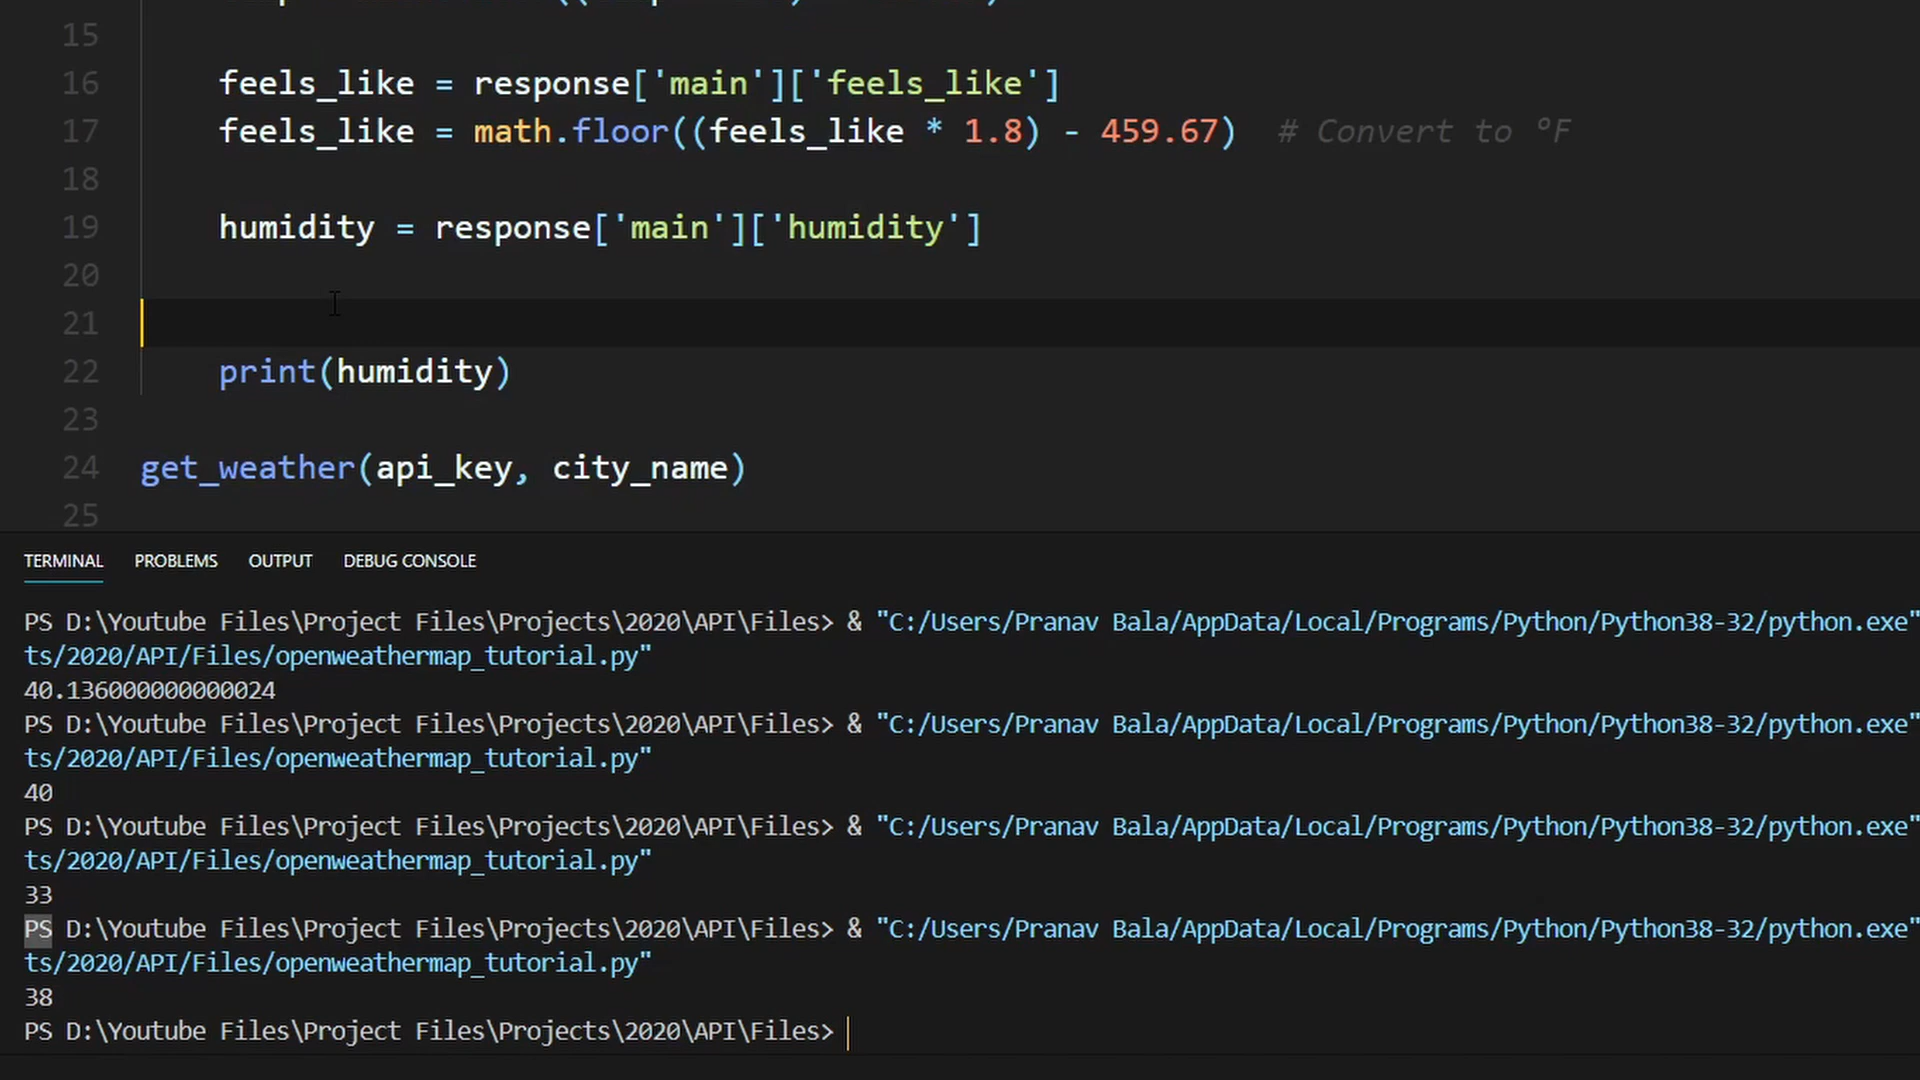 15
16 feels_like = response['main']['feels_like']
17 feels_like = math.floor((feels_like * 1.8) - 459.67) # Convert to °F
18
19 humidity = response['main']['humidity']
20
21
22 print(humidity)
23
24 get_weather(api_key, city_name)
25
TERMINAL PROBLEMS OUTPUT DEBUG CONSOLE
PS D:\Youtube Files\Project Files\Projects\2020\API\Files> & "C:/Users/Pranav Bala/AppData/Local/Programs/Python/Python38-32/python.exe"
ts/2020/API/Files/openweathermap_tutorial.py"
40.136000000000024
PS D:\Youtube Files\Project Files\Projects\2020\API\Files> & "C:/Users/Pranav Bala/AppData/Local/Programs/Python/Python38-32/python.exe"
ts/2020/API/Files/openweathermap_tutorial.py"
40
PS D:\Youtube Files\Project Files\Projects\2020\API\Files> & "C:/Users/Pranav Bala/AppData/Local/Programs/Python/Python38-32/python.exe"
ts/2020/API/Files/openweathermap_tutorial.py"
33
PS D:\Youtube Files\Project Files\Projects\2020\API\Files> & "C:/Users/Pranav Bala/AppData/Local/Programs/Python/Python38-32/python.exe"
ts/2020/API/Files/openweathermap_tutorial.py"
38
PS D:\Youtube Files\Project Files\Projects\2020\API\Files>